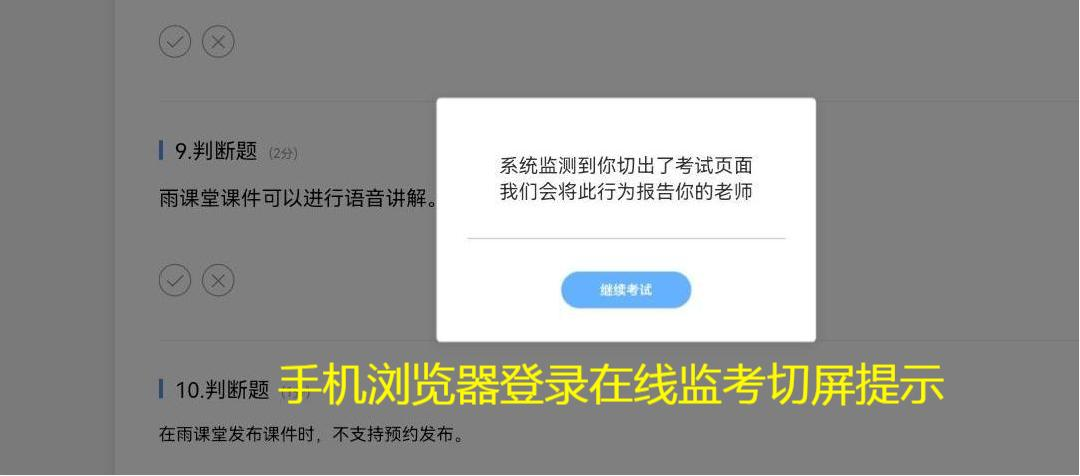 9.判断题 (2分)
雨课堂课件可以进行语音讲解。
系统监测到你切出了考试页面
我们会将此行为报告你的老师
继续考试
手机浏览器登录在线监考切屏提示
10.判断题
在雨课堂发布课件时，不支持预约发布。